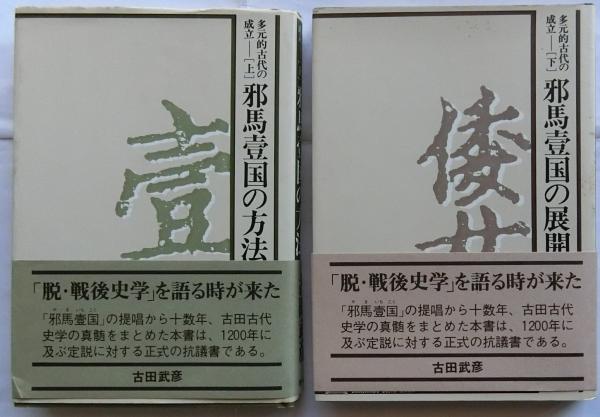 多元的古代の
成立──[上]
邪馬壹国の方法
壹
「脱・戦後史学」を語る時が来た
「邪馬壹国」の提唱から十数年、古田古代
史学の真髄をまとめた本書は、1200年に
及ぶ定説に対する正式の抗議書である。
古田武彦
多元的古代の
成立──[下]
邪馬壹国の展開
倭
「脱・戦後史学」を語る時が来た
「邪馬壹国」の提唱から十数年、古田古代
史学の真髄をまとめた本書は、1200年に
及ぶ定説に対する正式の抗議書である。
古田武彦